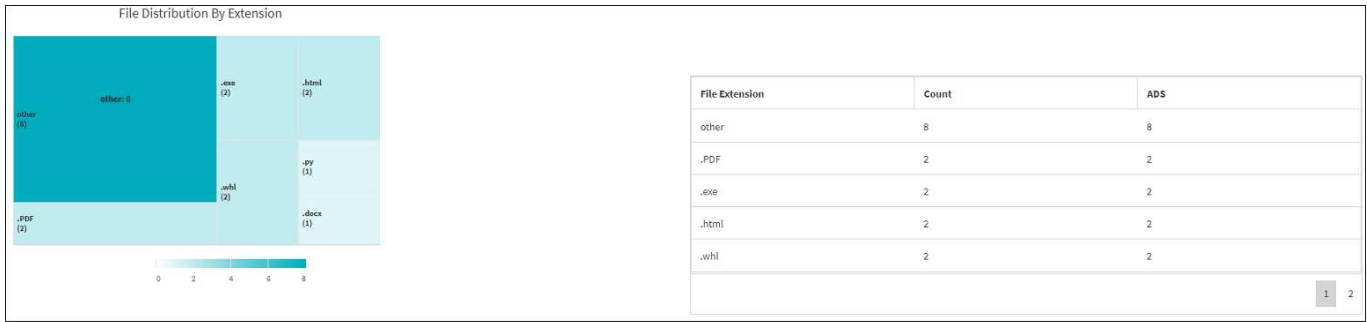 File Distribution By Extension
other: 8
other
(8)
.exe
(2)
.html
(2)
.whl
(2)
.py
(1)
.docx
(1)
.PDF
(2)
0 2 4 6 8
File Extension Count ADS
other 8 8
.PDF 2 2
.exe 2 2
.html 2 2
.whl 2 2
1 2